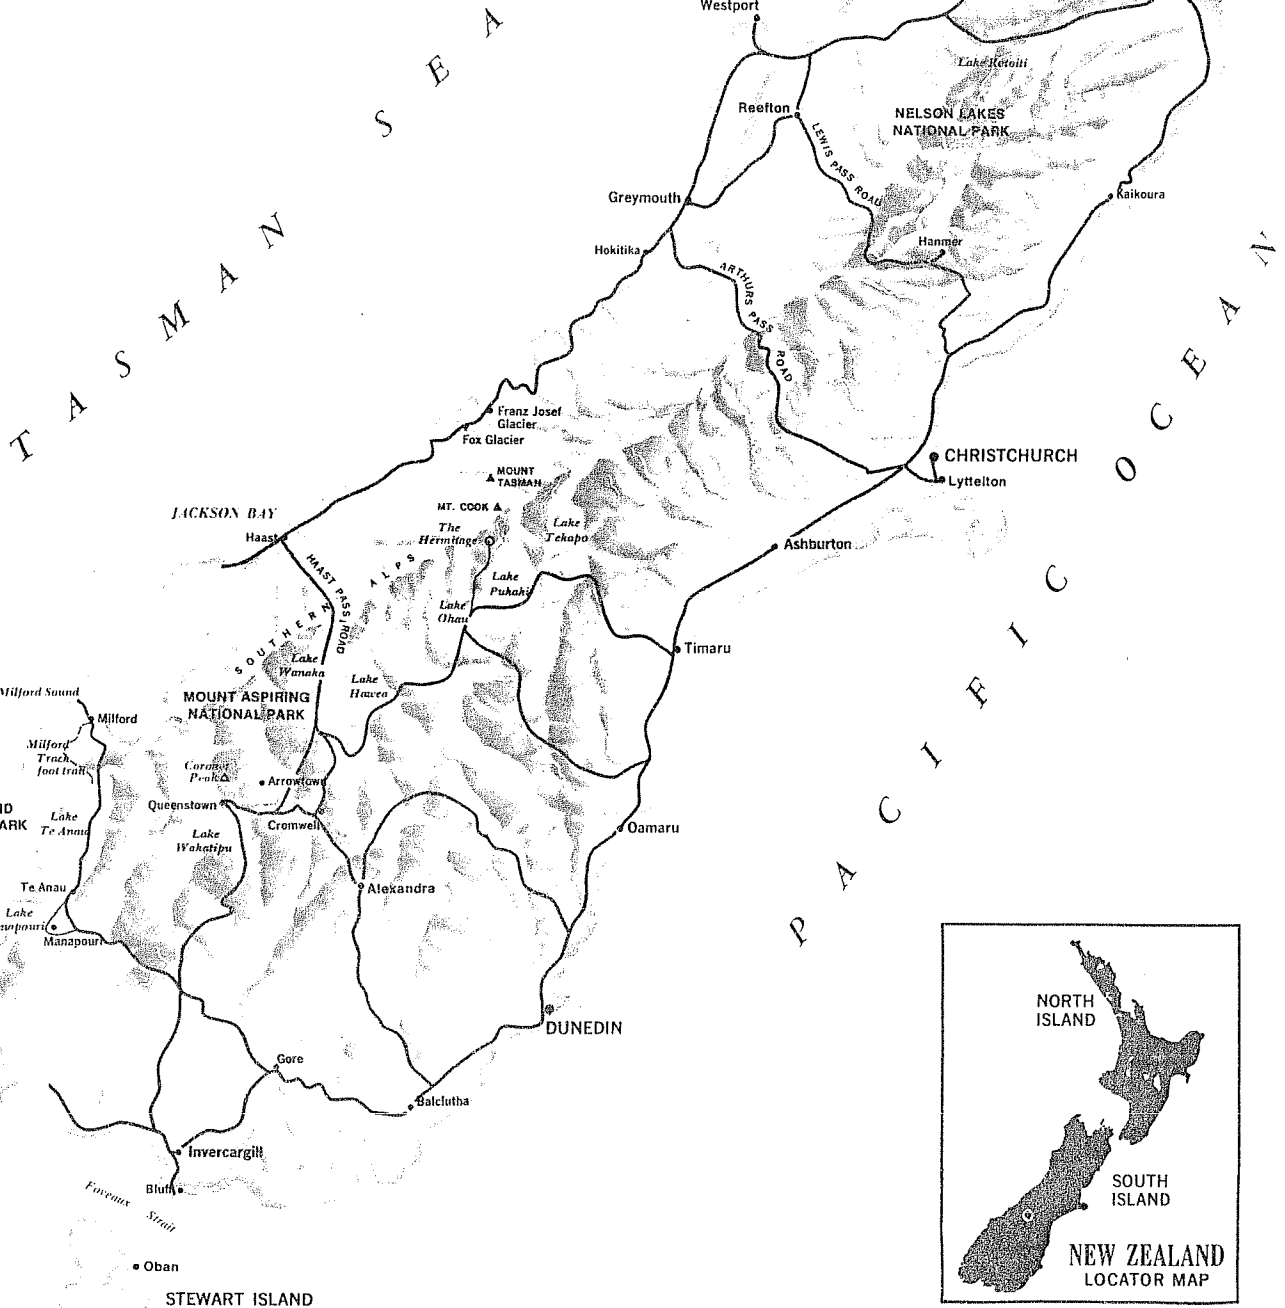 Westport
TASMAN SEA
Lake Rotoiti
Reefton
NELSON LAKES
NATIONAL PARK
LEWIS PASS ROAD
Greymouth
Kaikoura
Hanmer
Hokitika
ARTHURS PASS ROAD
Franz Josef
Glacier
Fox Glacier
CHRISTCHURCH
Lyttelton
MOUNT
TASMAN
MT. COOK
JACKSON BAY
Haast
The
Hermitage
Lake
Tekapo
Ashburton
HAAST PASS ROAD
SOUTHERN ALPS
Lake
Pukaki
Lake
Ohau
Timaru
Lake
Wanaka
Lake
Hawea
Milford Sound
MOUNT ASPIRING
NATIONAL PARK
Milford
Milford
Track
foot trail
Coronet
Peak
Arrowtown
Queenstown
ND
ARK
Lake
Te Anau
Cromwell
Oamaru
Lake
Wakatipu
PACIFIC OCEAN
Te Anau
Alexandra
Lake
napouri
Manapouri
DUNEDIN
Gore
Balclutha
Invercargill
Bluff
Foveaux
Strait
Oban
STEWART ISLAND
NORTH
ISLAND
SOUTH
ISLAND
NEW ZEALAND
LOCATOR MAP